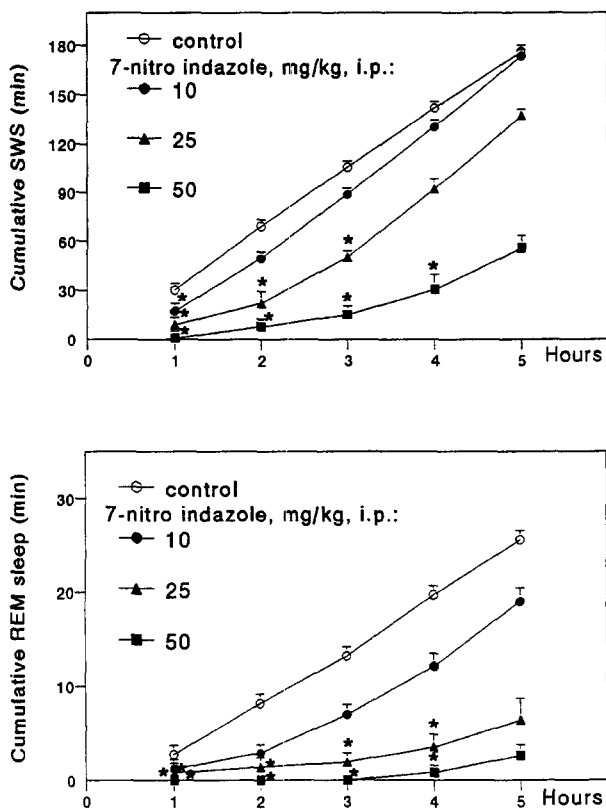 Cumulative SWS (min)
180
150
120
90
60
30
0
control
7-nitro indazole, mg/kg, i.p.:
10
25
50
* * * * * * * *
0 1 2 3 4 5 Hours
Cumulative REM sleep (min)
30
20
10
0
control
7-nitro indazole, mg/kg, i.p.:
10
25
50
* * * * * * * * *
0 1 2 3 4 5 Hours